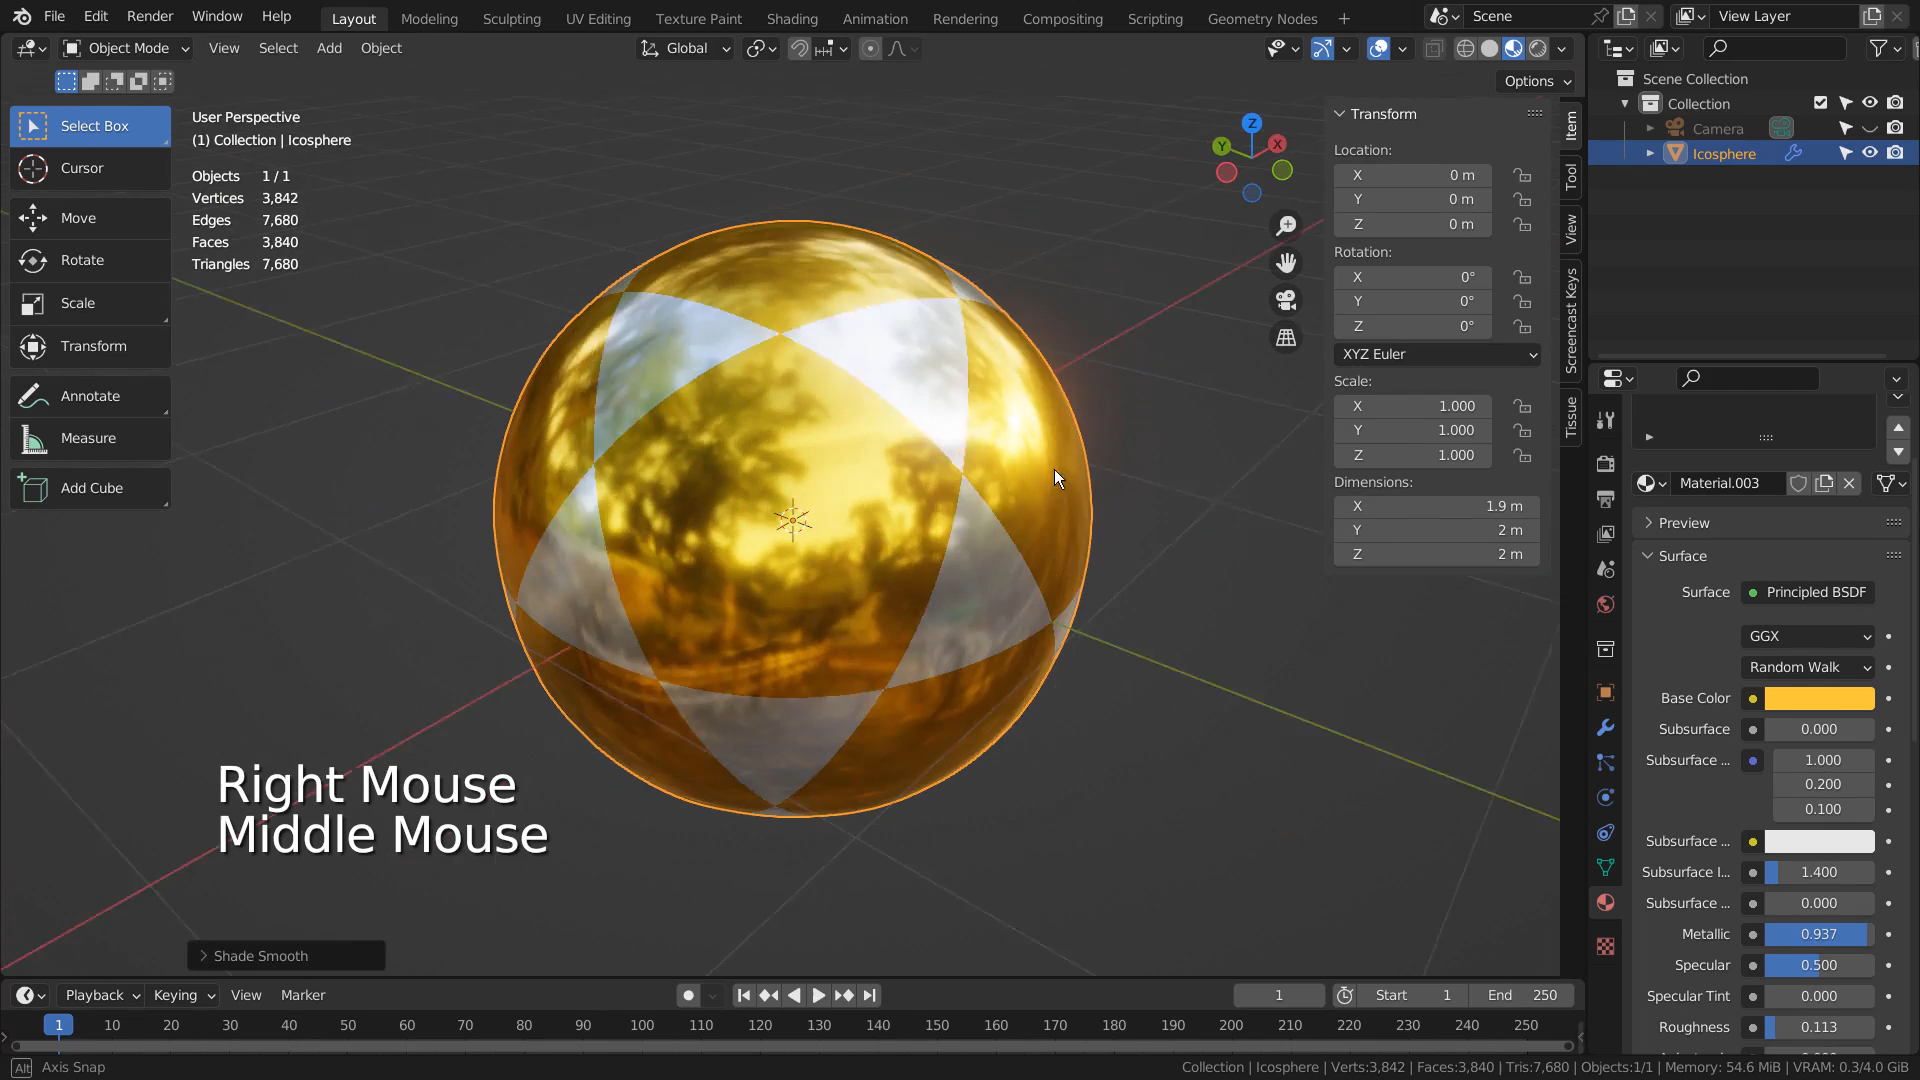 File Edit Render Window Help Layout Modeling Sculpting UV Editing Texture Paint Shading Animation Rendering Compositing Scripting Geometry Nodes + Scene View Layer
Object Mode View Select Add Object Global
Options
Select Box
Cursor
Move
Rotate
Scale
Transform
Annotate
Measure
Add Cube
User Perspective
(1) Collection | Icosphere
Objects 1 / 1
Vertices 3,842
Edges 7,680
Faces 3,840
Triangles 7,680
Z
Y
X
Right Mouse
Middle Mouse
Shade Smooth
Transform
Location:
X 0 m
Y 0 m
Z 0 m
Rotation:
X 0°
Y 0°
Z 0°
XYZ Euler
Scale:
X 1.000
Y 1.000
Z 1.000
Dimensions:
X 1.9 m
Y 2 m
Z 2 m
Item
Tool
View
Screencast Keys
Tissue
Scene Collection
Collection
Camera
Icosphere
Material.003
Preview
Surface
Surface Principled BSDF
GGX
Random Walk
Base Color
Subsurface 0.000
Subsurface ... 1.000
0.200
0.100
Subsurface ...
Subsurface I... 1.400
Subsurface ... 0.000
Metallic 0.937
Specular 0.500
Specular Tint 0.000
Roughness 0.113
Playback Keying View Marker 1 Start 1 End 250
1 10 20 30 40 50 60 70 80 90 100 110 120 130 140 150 160 170 180 190 200 210 220 230 240 250
Alt Axis Snap
Collection | Icosphere | Verts:3,842 | Faces:3,840 | Tris:7,680 | Objects:1/1 | Memory: 54.6 MiB | VRAM: 0.3/4.0 GiB